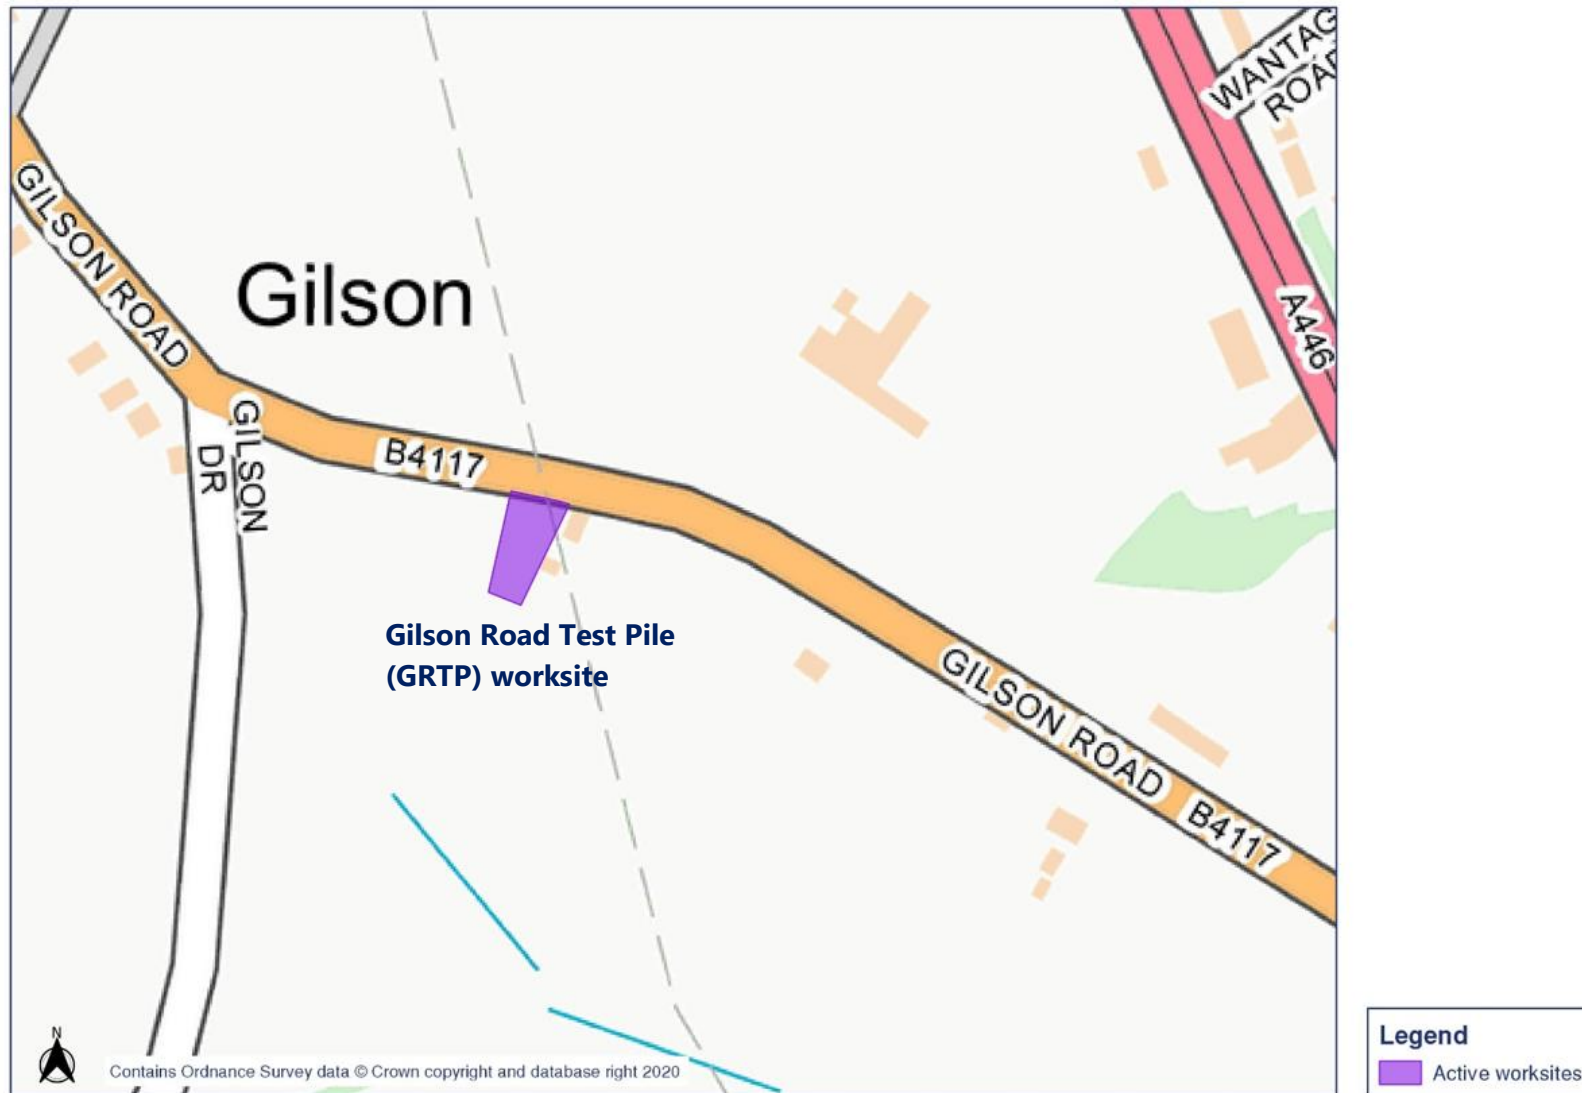 WANTAG
ROA
GILSON ROAD
Gilson
A446
GILSON
DR
B4117
Gilson Road Test Pile
(GRTP) worksite
GILSON ROAD
B4117
N
Contains Ordnance Survey data © Crown copyright and database right 2020
Legend
Active worksites